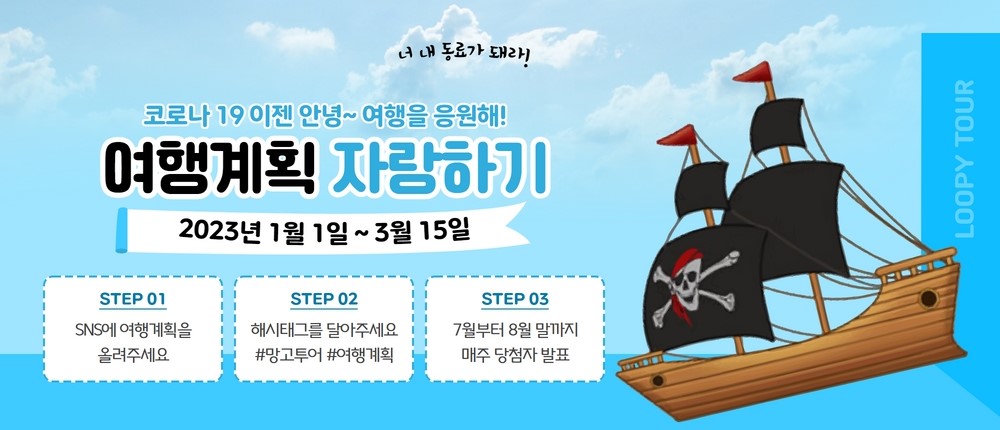 너 내 동료가 돼라!
코로나 19 이젠 안녕~ 여행을 응원해!
여행계획 자랑하기
2023년 1월 1일 ~ 3월 15일
STEP 01
SNS에 여행계획을
올려주세요
STEP 02
해시태그를 달아주세요
#망고투어 #여행계획
STEP 03
7월부터 8월 말까지
매주 당첨자 발표
LOOPY TOUR